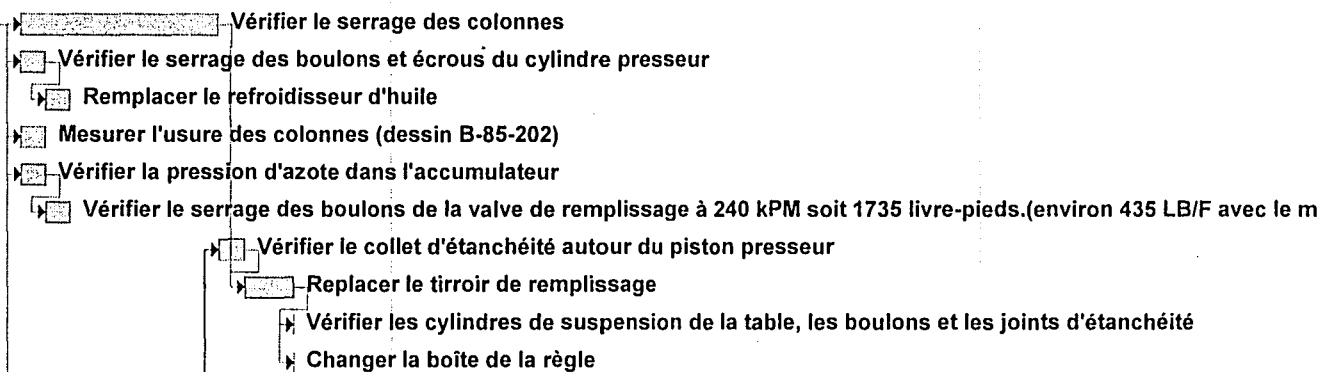 Vérifier le serrage des colonnes
Vérifier le serrage des boulons et écrous du cylindre presseur
Remplacer le refroidisseur d'huile
Mesurer l'usure des colonnes (dessin B-85-202)
Vérifier la pression d'azote dans l'accumulateur
Vérifier le serrage des boulons de la valve de remplissage à 240 kPM soit 1735 livre-pieds.(environ 435 LB/F avec le m
Vérifier le collet d'étanchéité autour du piston presseur
Replacer le tirroir de remplissage
Vérifier les cylindres de suspension de la table, les boulons et les joints d'étanchéité
Changer la boîte de la règle